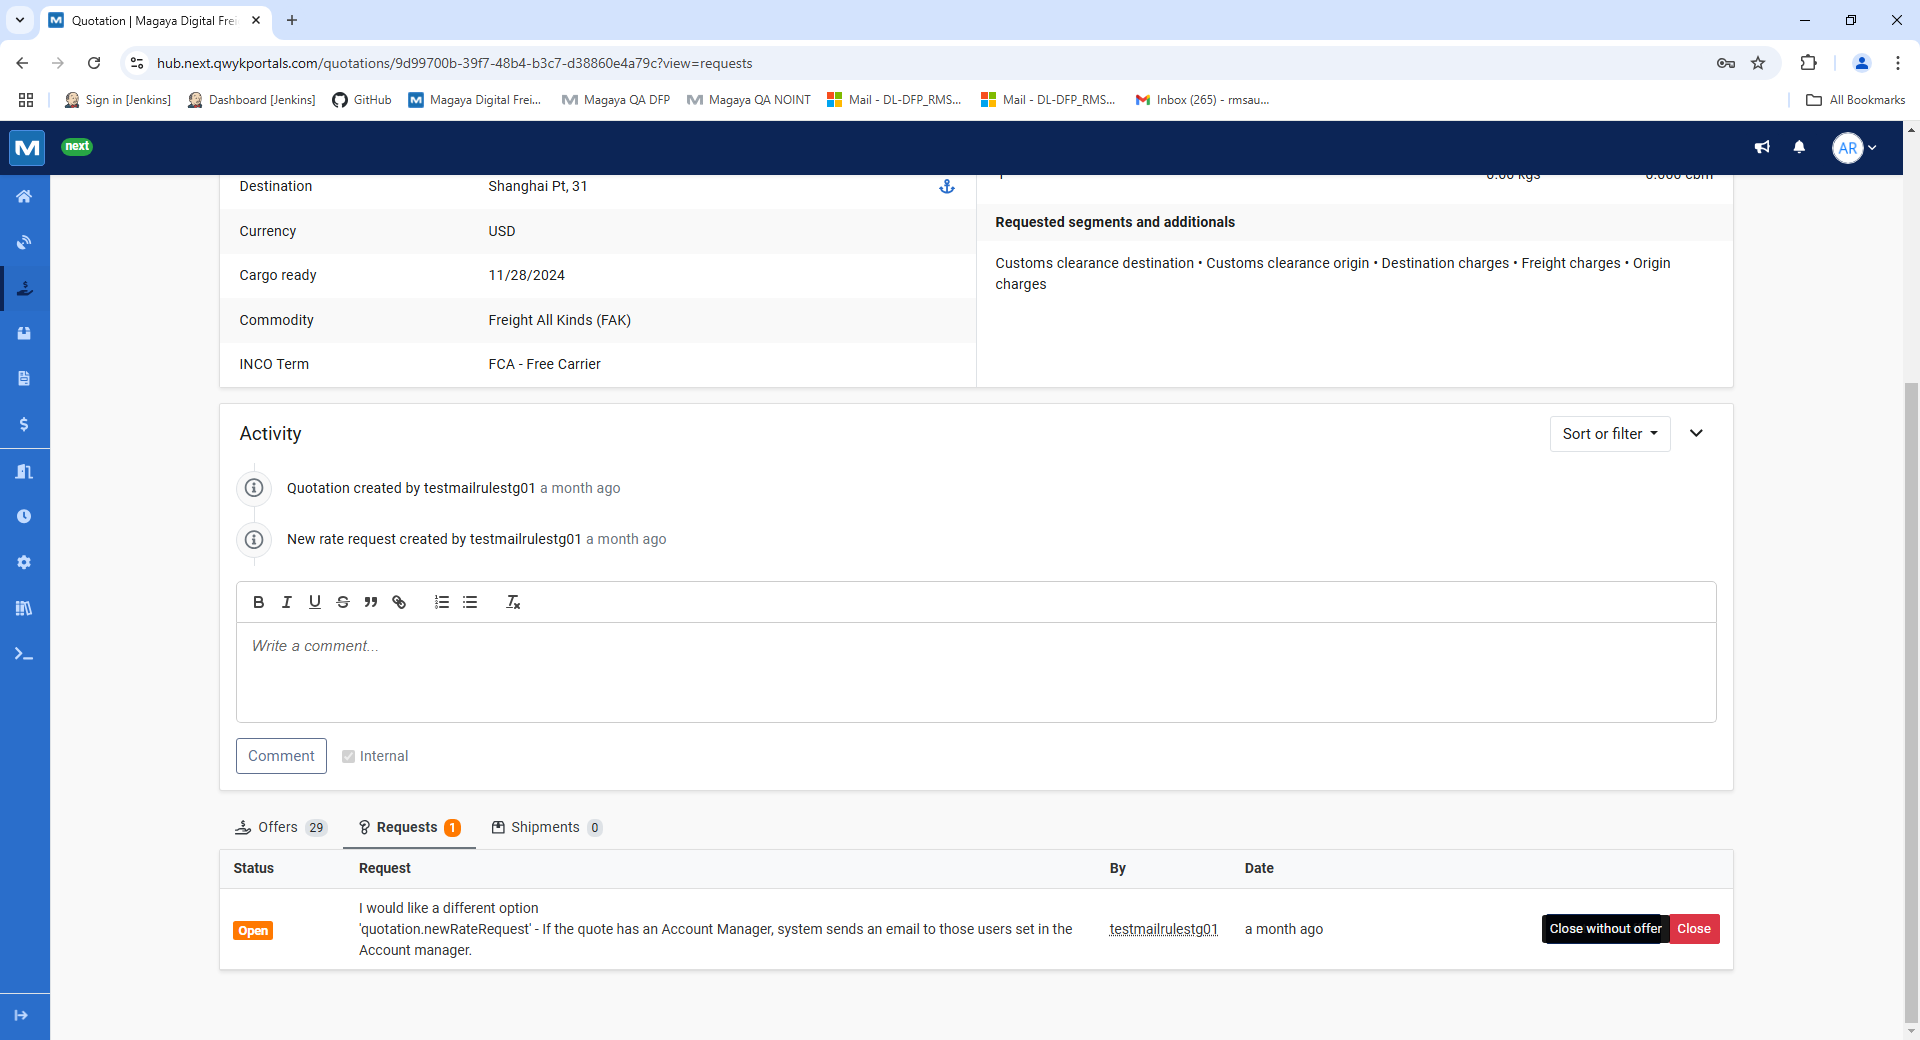 Quotation | Magaya Digital Frei
hub.next.qwykportals.com/quotations/9d99700b-39f7-48b4-b3c7-d38860e4a79c?view=requests
Sign in [Jenkins]
Dashboard [Jenkins]
GitHub
Magaya Digital Frei...
Magaya QA DFP
Magaya QA NOINT
Mail - DL-DFP_RMS...
Mail - DL-DFP_RMS...
Inbox (265) - rmsau...
All Bookmarks
next
AR
Destination
Shanghai Pt, 31
Currency
USD
Cargo ready
11/28/2024
Commodity
Freight All Kinds (FAK)
INCO Term
FCA - Free Carrier
0.00 kgs
0.000 cbm
Requested segments and additionals
Customs clearance destination • Customs clearance origin • Destination charges • Freight charges • Origin
charges
Activity
Sort or filter
Quotation created by testmailrulestg01 a month ago
New rate request created by testmailrulestg01 a month ago
Write a comment...
Comment
Internal
Offers 29
Requests 1
Shipments 0
Status
Request
By
Date
Open
I would like a different option
'quotation.newRateRequest' - If the quote has an Account Manager, system sends an email to those users set in the
Account manager.
testmailrulestg01
a month ago
Close without offer
Close